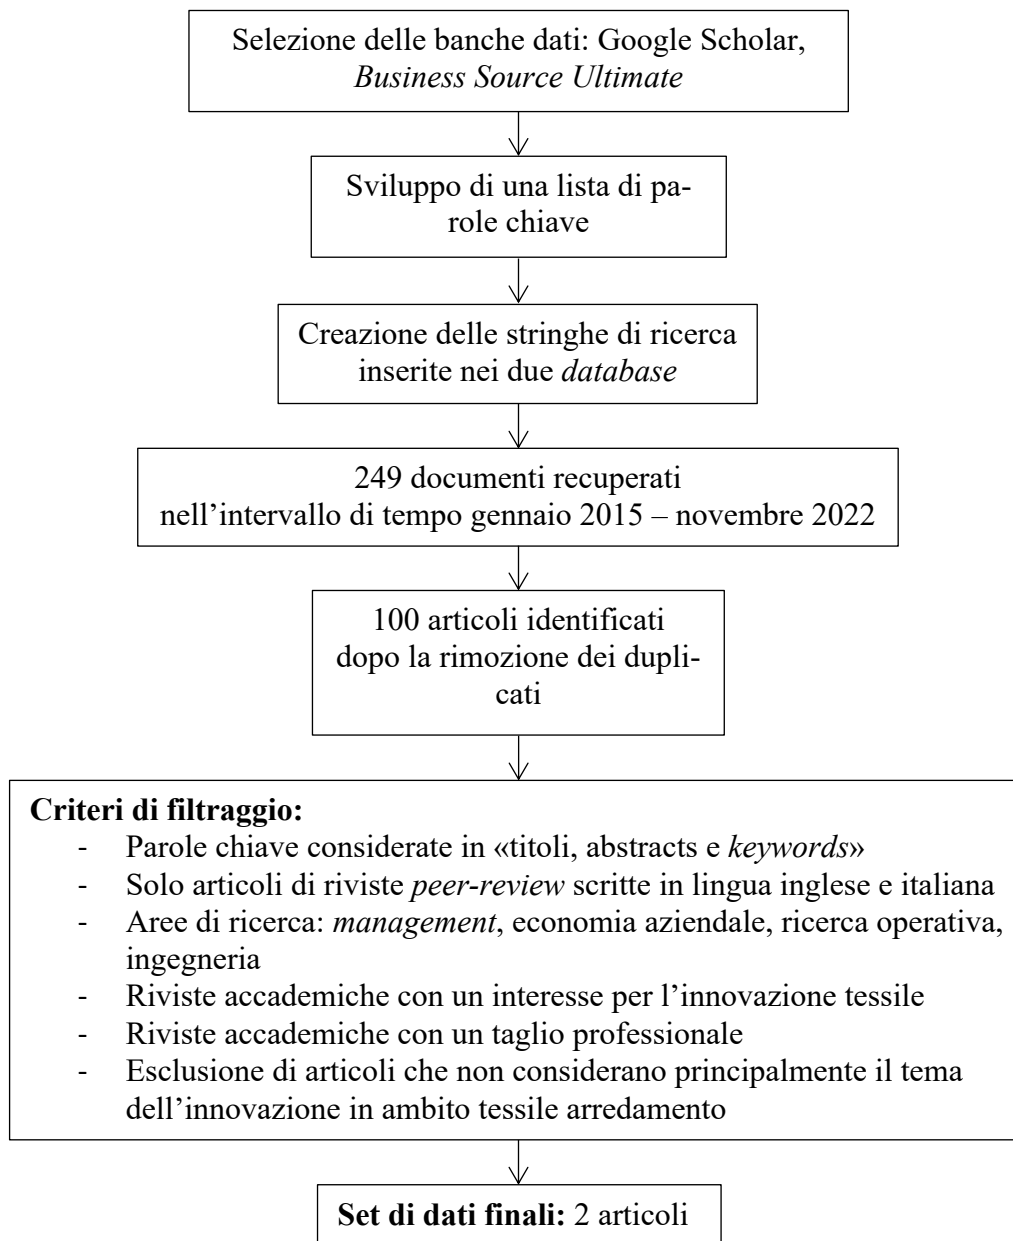 Selezione delle banche dati: Google Scholar,
Business Source Ultimate
Sviluppo di una lista di pa-
role chiave
Creazione delle stringhe di ricerca
inserite nei due database
249 documenti recuperati
nell’intervallo di tempo gennaio 2015 – novembre 2022
100 articoli identificati
dopo la rimozione dei dupli-
cati
Criteri di filtraggio:
- Parole chiave considerate in «titoli, abstracts e keywords»
- Solo articoli di riviste peer-review scritte in lingua inglese e italiana
- Aree di ricerca: management, economia aziendale, ricerca operativa,
ingegneria
- Riviste accademiche con un interesse per l’innovazione tessile
- Riviste accademiche con un taglio professionale
- Esclusione di articoli che non considerano principalmente il tema
dell’innovazione in ambito tessile arredamento
Set di dati finali: 2 articoli